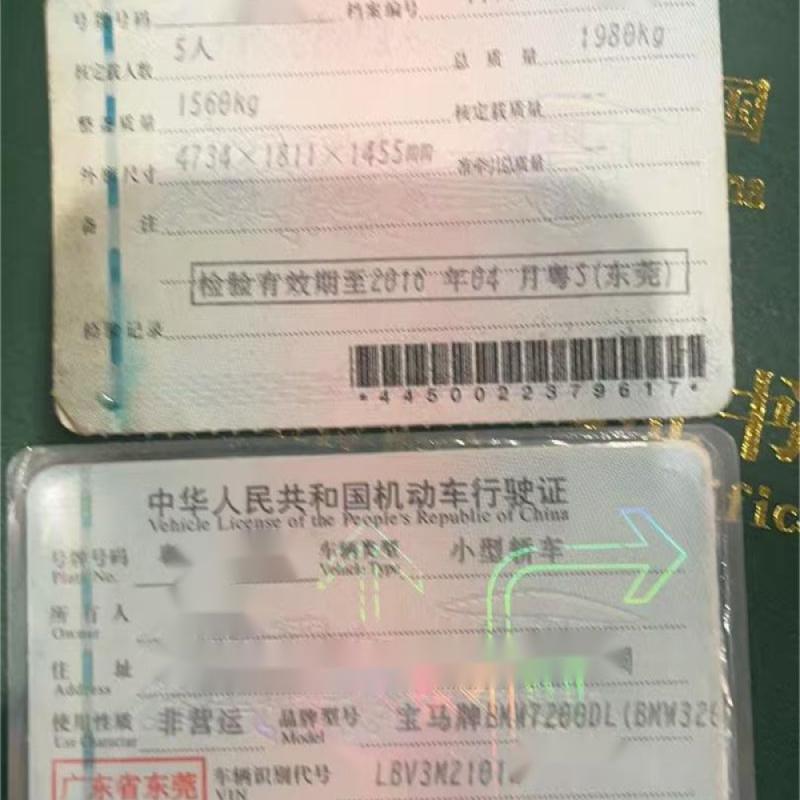 号牌号码 档案编号
核定载人数 5人 总质量 1980kg
整备质量 1560kg 核定载质量 --
外廓尺寸 4734×1811×1455mm 准牵引总质量 --
备 注
检验有效期至2016 年04 月粤S(东莞)
检验记录
*4450022379617*
中华人民共和国机动车行驶证
Vehicle License of the People's Republic of China
号牌号码 车辆类型 小型轿车
Plate No. Vehicle Type
所有人
Owner
住 址
Address
使用性质 非营运 品牌型号 宝马牌BMW7200DL(BMW320
Use Character Model
广东省东莞 车辆识别代号 LBV3M2101
VIN